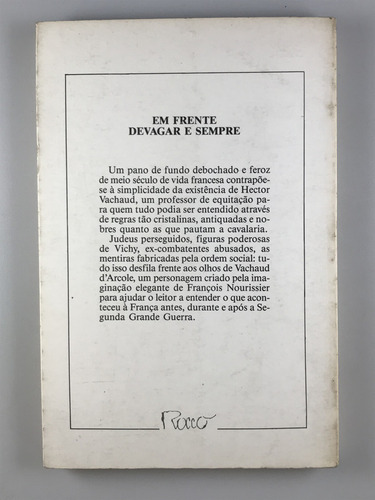 EM FRENTE
DEVAGAR E SEMPRE
Um pano de fundo debochado e feroz
de meio século de vida francesa contrapõe-
se à simplicidade da existência de Hector
Vachaud, um professor de equitação pa-
ra quem tudo podia ser entendido através
de regras tão cristalinas, antiquadas e no-
bres quanto as que pautam a cavalaria.
Judeus perseguidos, figuras poderosas
de Vichy, ex-combatentes abusados, as
mentiras fabricadas pela ordem social: tu-
do isso desfila frente aos olhos de Vachaud
d'Arcole, um personagem criado pela ima-
ginação elegante de François Nourissier
para ajudar o leitor a entender o que acon-
teceu à França antes, durante e após a Se-
gunda Grande Guerra.
Rocco